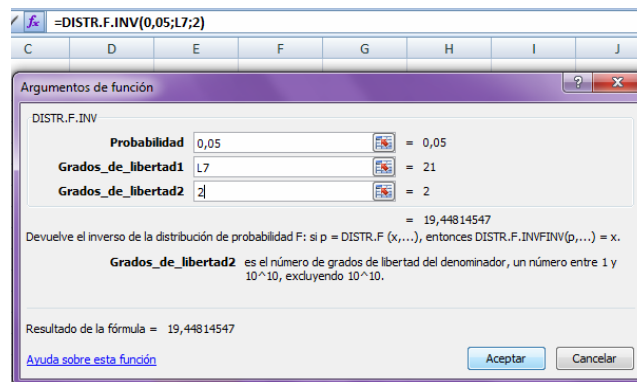 fx =DISTR.F.INV(0,05;L7;2)
C D E F G H I J
Argumentos de función
DISTR.F.INV
Probabilidad 0,05 = 0,05
Grados_de_libertad1 L7 = 21
Grados_de_libertad2 2 = 2
= 19,44814547
Devuelve el inverso de la distribución de probabilidad F: si p = DISTR.F (x,...), entonces DISTR.F.INVFINV(p,...) = x.
Grados_de_libertad2 es el número de grados de libertad del denominador, un número entre 1 y
10^10, excluyendo 10^10.
Resultado de la fórmula = 19,44814547
Ayuda sobre esta función Aceptar Cancelar